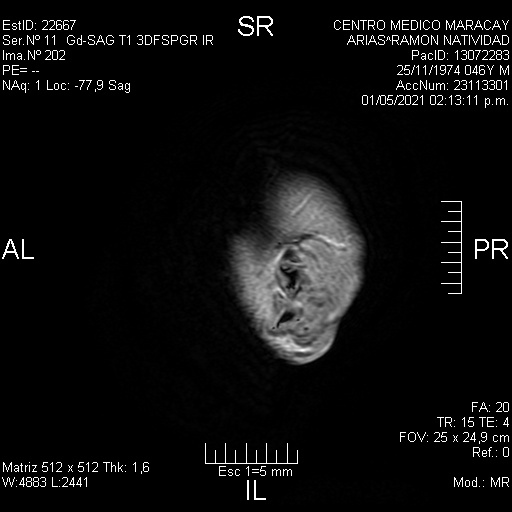 EstID: 22667
Ser.Nº 11 Gd-SAG T1 3DFSPGR IR
Ima.Nº 202
PE= --
NAq: 1 Loc: -77,9 Sag
SR
CENTRO MEDICO MARACAY
ARIAS^RAMON NATIVIDAD
PacID: 13072283
25/11/1974 046Y M
AccNum: 23113301
01/05/2021 02:13:11 p.m.
AL
PR
FA: 20
TR: 15 TE: 4
FOV: 25 x 24,9 cm
Ref.: 0
Matriz 512 x 512 Thk: 1,6
W:4883 L:2441
Esc 1=5 mm
IL
Mod.: MR